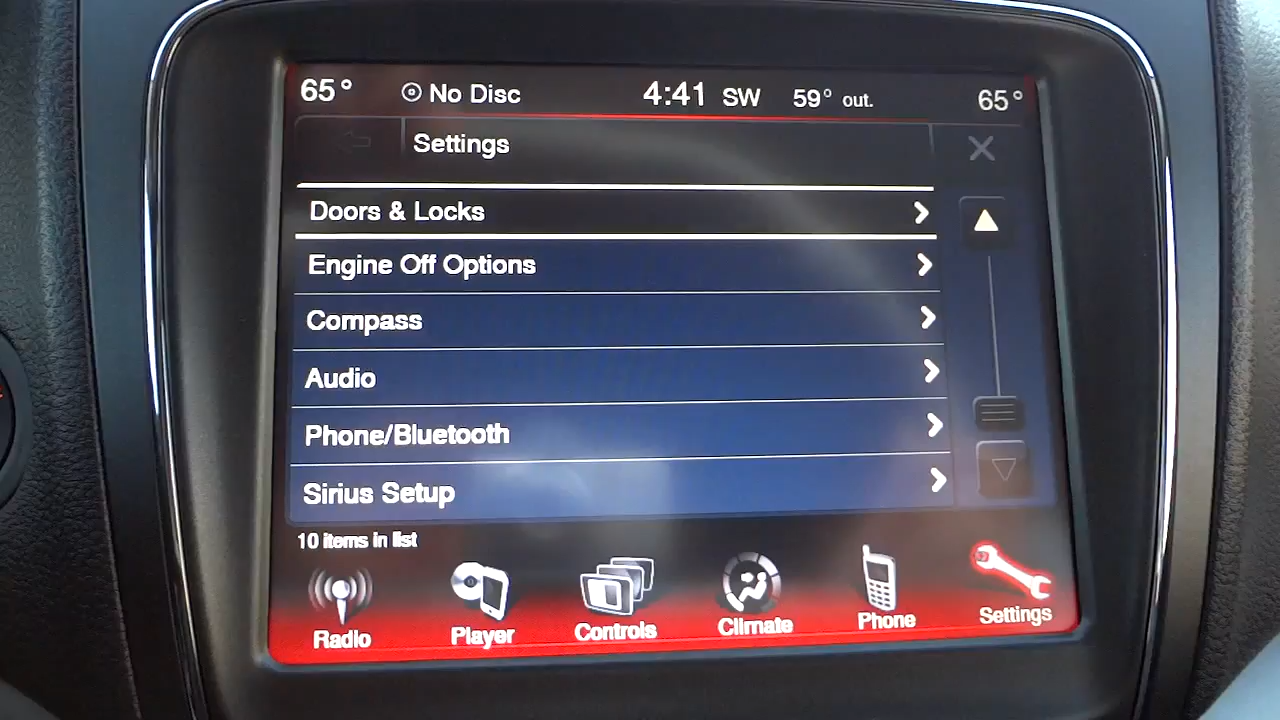 65° No Disc 4:41 SW 59° out. 65°
Settings
Doors & Locks
Engine Off Options
Compass
Audio
Phone/Bluetooth
Sirius Setup
10 items in list
Radio Player Controls Climate Phone Settings